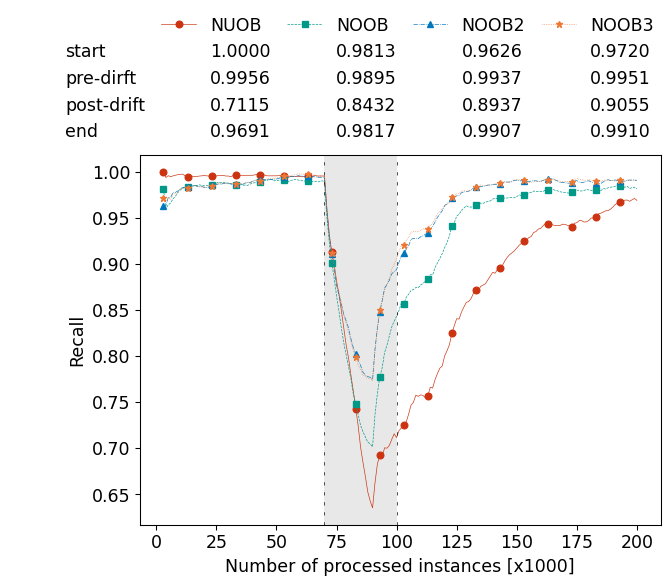 NUOB NOOB NOOB2 NOOB3
start 1.0000 0.9813 0.9626 0.9720
pre-dirft 0.9956 0.9895 0.9937 0.9951
post-drift 0.7115 0.8432 0.8937 0.9055
end 0.9691 0.9817 0.9907 0.9910
1.00
0.95
0.90
0.85
0.80
0.75
0.70
0.65
Recall
0 25 50 75 100 125 150 175 200
Number of processed instances [x1000]